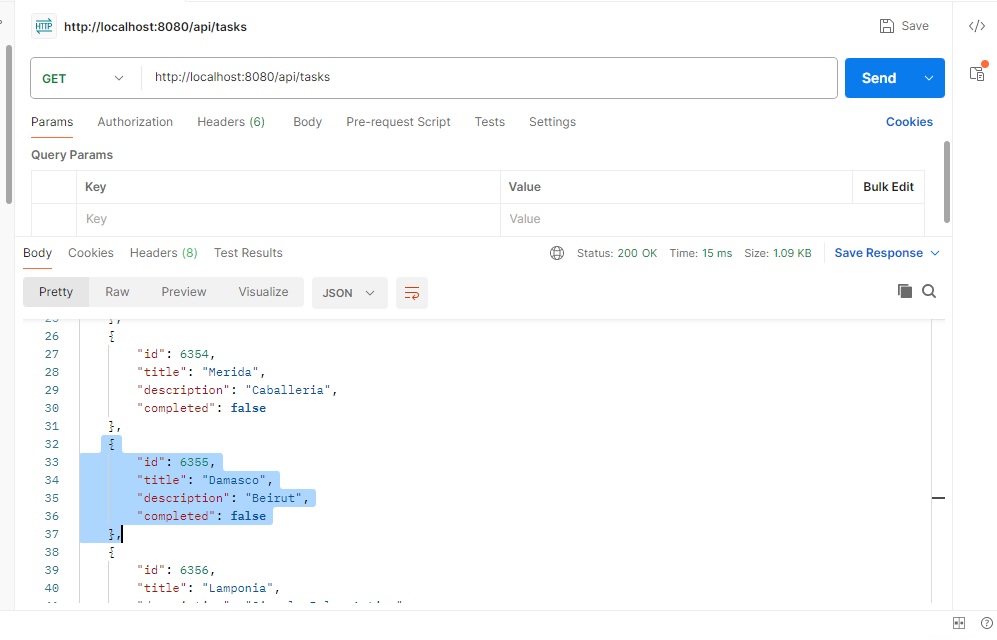 HTTP http://localhost:8080/api/tasks Save
GET http://localhost:8080/api/tasks Send
Params Authorization Headers (6) Body Pre-request Script Tests Settings Cookies
Query Params
Key Value Bulk Edit
Key Value
Body Cookies Headers (8) Test Results Status: 200 OK Time: 15 ms Size: 1.09 KB Save Response
Pretty Raw Preview Visualize JSON
25 },
26 {
27 "id": 6354,
28 "title": "Merida",
29 "description": "Caballeria",
30 "completed": false
31 },
32 {
33 "id": 6355,
34 "title": "Damasco",
35 "description": "Beirut",
36 "completed": false
37 },
38 {
39 "id": 6356,
40 "title": "Lamponia",